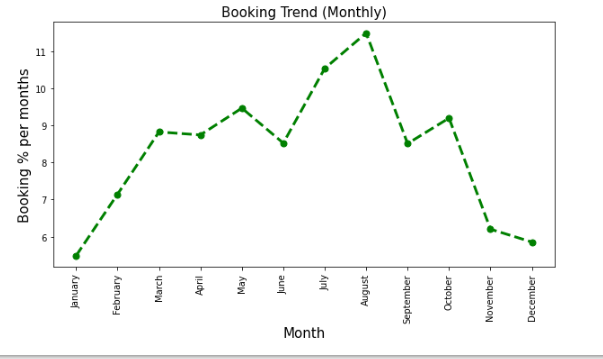 Booking Trend (Monthly)
Booking % per months
11
10
9
8
7
6
January
February
March
April
May
June
July
August
September
October
November
December
Month